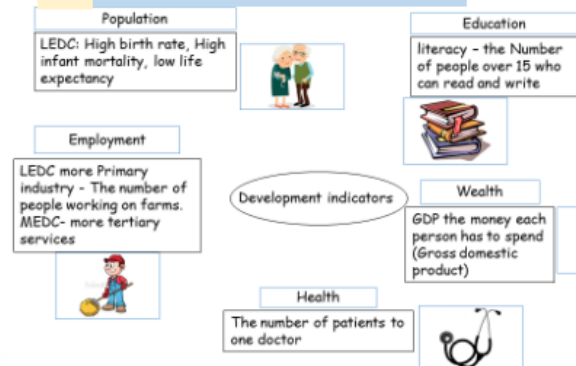 Population
LEDC: High birth rate, High
infant mortality, low life
expectancy
Education
literacy – the Number
of people over 15 who
can read and write
Employment
LEDC more Primary
industry - The number of
people working on farms.
MEDC- more tertiary
services
Development indicators
Wealth
GDP the money each
person has to spend
(Gross domestic
product)
Health
The number of patients to
one doctor